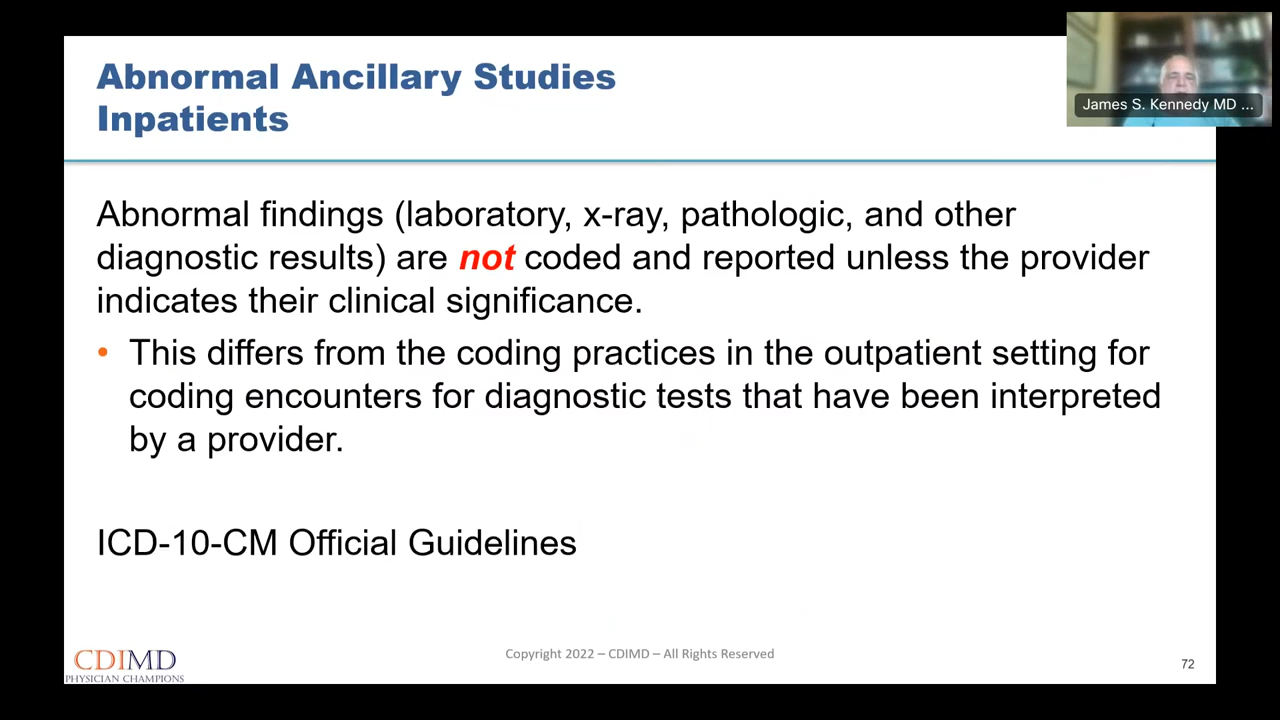 Abnormal Ancillary Studies
Inpatients
James S. Kennedy MD ...
Abnormal findings (laboratory, x-ray, pathologic, and other
diagnostic results) are not coded and reported unless the provider
indicates their clinical significance.
• This differs from the coding practices in the outpatient setting for
coding encounters for diagnostic tests that have been interpreted
by a provider.
ICD-10-CM Official Guidelines
CDIMD
PHYSICIAN CHAMPIONS
Copyright 2022 – CDIMD – All Rights Reserved
72